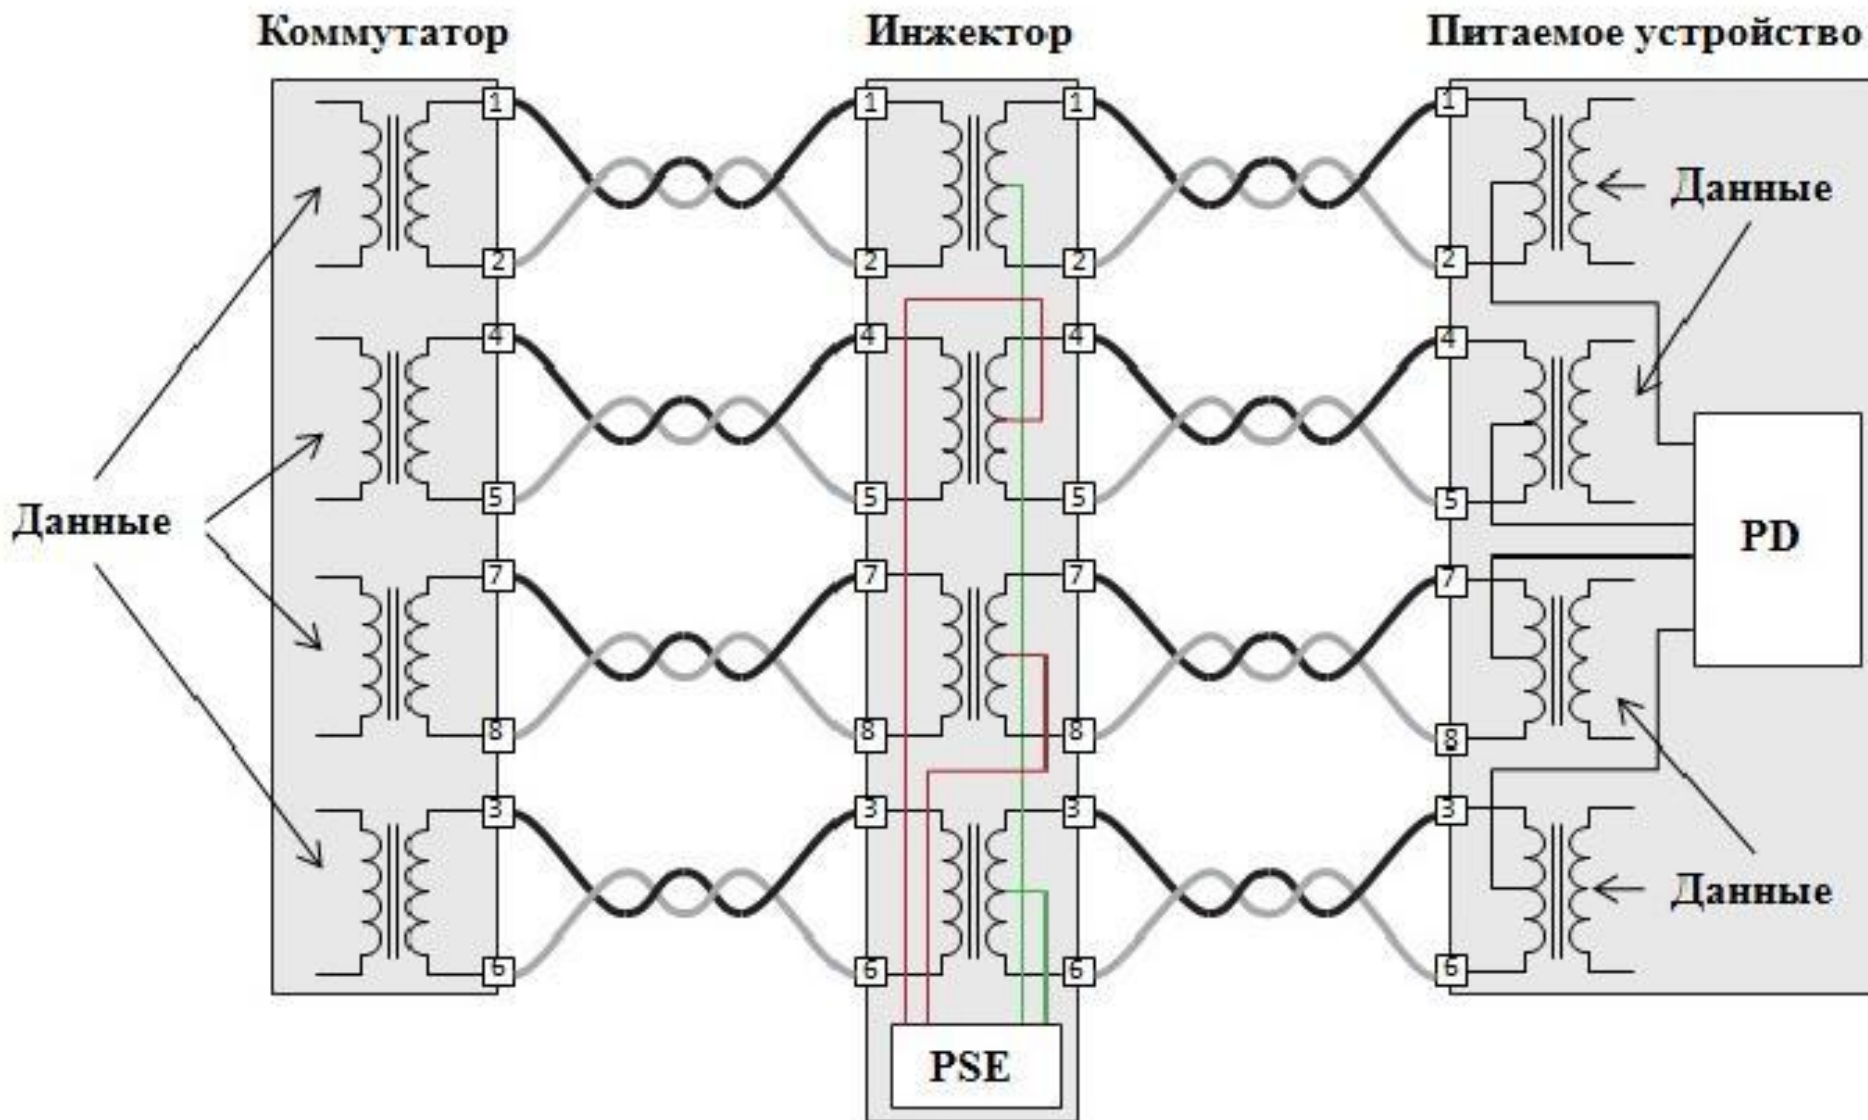 Коммутатор
Инжектор
Питаемое устройство
1 1 1 1
Данные
2 2 2 2
4 4 4 4
5 5 5 5
Данные
PD
7 7 7 7
8 8 8 8
3 3 3 3
Данные
6 6 6 6
PSE